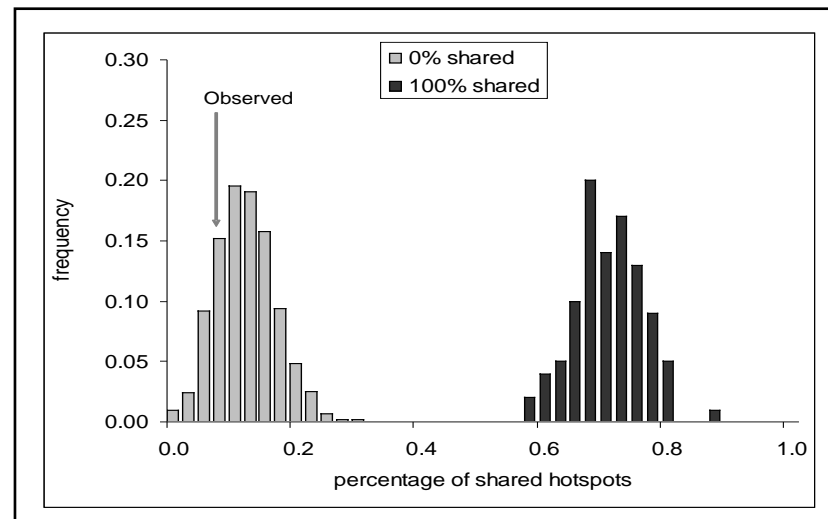 0% shared
100% shared
Observed
0.30
0.25
0.20
0.15
0.10
0.05
0.00
frequency
0.0 0.2 0.4 0.6 0.8 1.0
percentage of shared hotspots